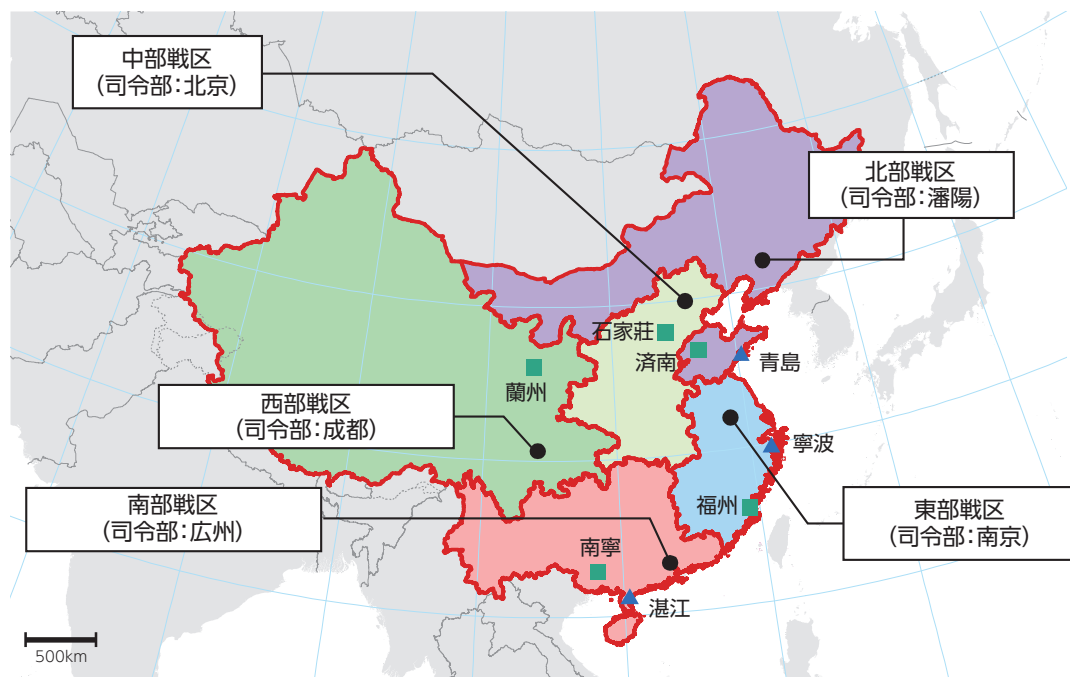 中部戦区
(司令部：北京)
北部戦区
(司令部：瀋陽)
石家荘
済南
青島
蘭州
西部戦区
(司令部：成都)
寧波
南部戦区
(司令部：広州)
福州
東部戦区
(司令部：南京)
南寧
湛江
500km